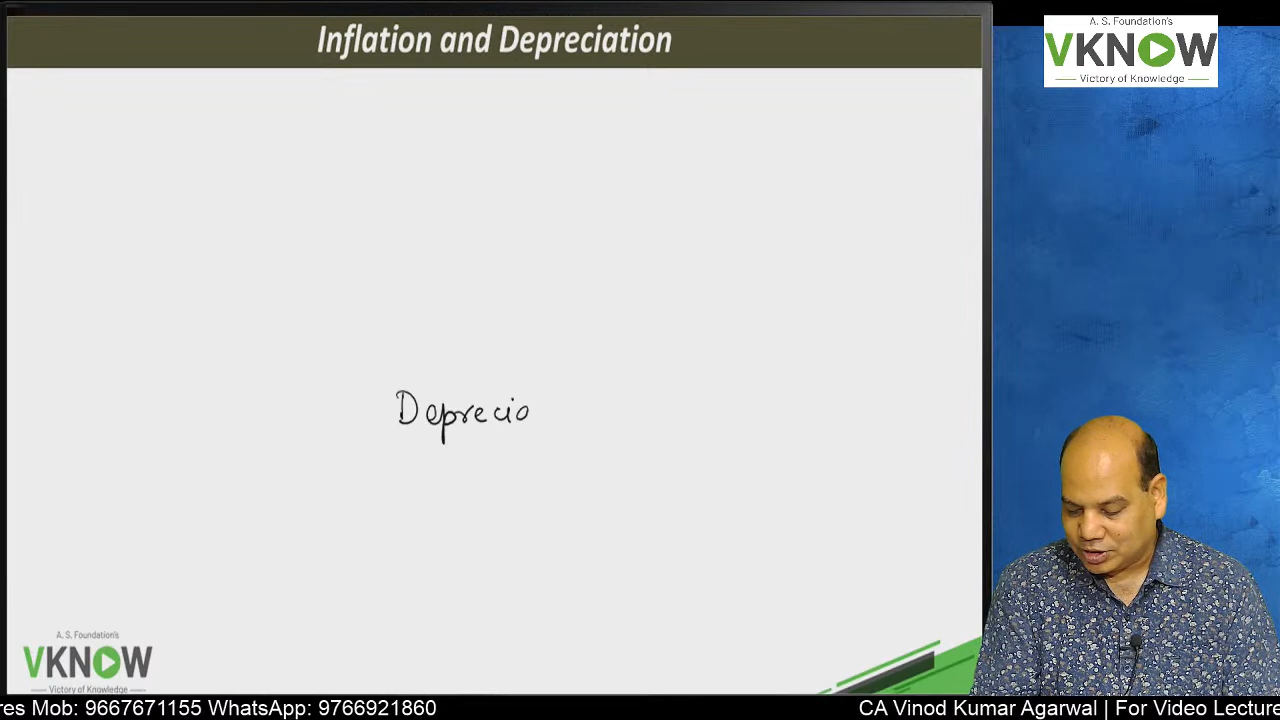 Inflation and Depreciation
A. S. Foundation's
VKNOW
Victory of Knowledge
Deprecia
A. S. Foundation's
VKNOW
Victory of Knowledge
res Mob: 9667671155 WhatsApp: 9766921860 CA Vinod Kumar Agarwal | For Video Lecture